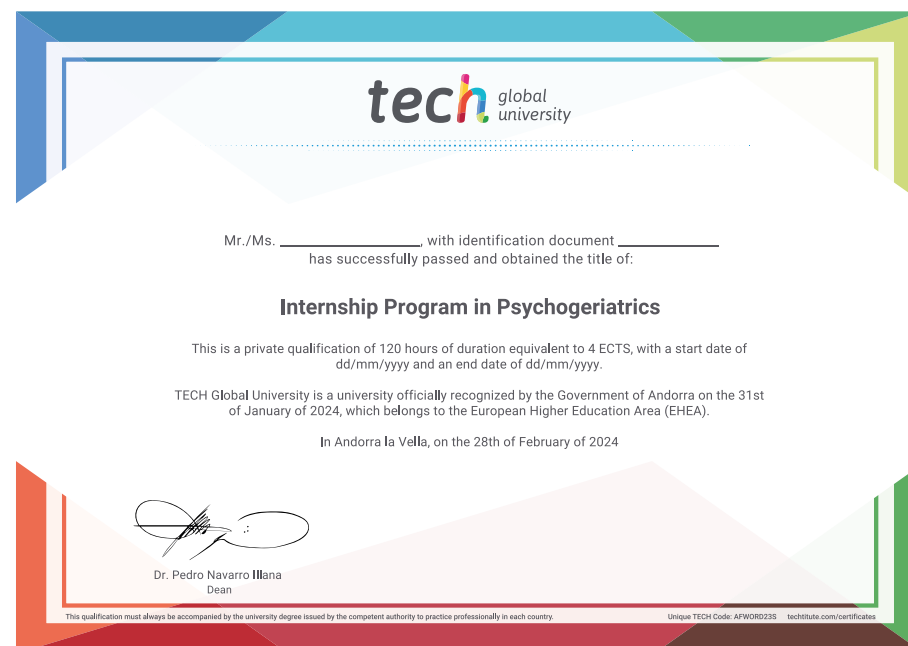 tech global university
Mr./Ms. ____________________, with identification document ______________
has successfully passed and obtained the title of:
Internship Program in Psychogeriatrics
This is a private qualification of 120 hours of duration equivalent to 4 ECTS, with a start date of
dd/mm/yyyy and an end date of dd/mm/yyyy.
TECH Global University is a university officially recognized by the Government of Andorra on the 31st
of January of 2024, which belongs to the European Higher Education Area (EHEA).
In Andorra la Vella, on the 28th of February of 2024
Dr. Pedro Navarro Illana
Dean
This qualification must always be accompanied by the university degree issued by the competent authority to practice professionally in each country.
Unique TECH Code: AFWORD23S techtitute.com/certificates